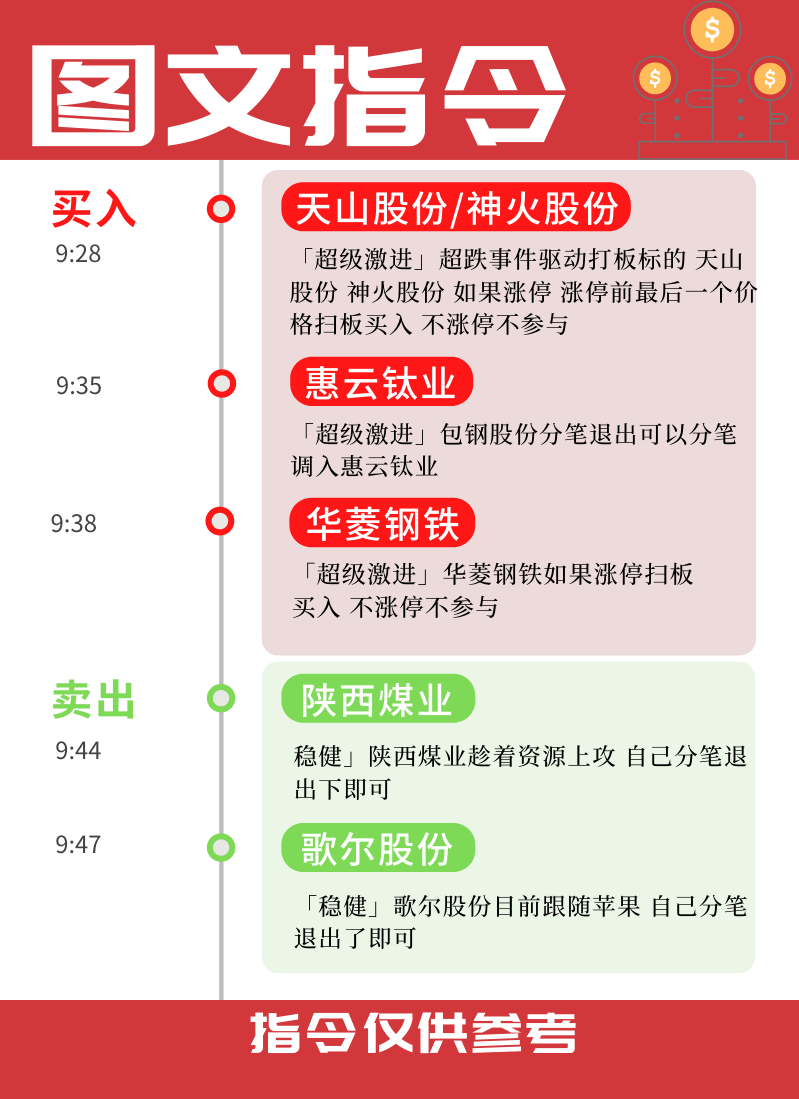 图文指令
买入
天山股份/神火股份
9:28
「超级激进」超跌事件驱动打板标的 天山
股份 神火股份 如果涨停 涨停前最后一个价
格扫板买入 不涨停不参与
9:35
惠云钛业
「超级激进」包钢股份分笔退出可以分笔
调入惠云钛业
9:38
华菱钢铁
「超级激进」华菱钢铁如果涨停扫板
买入 不涨停不参与
卖出
陕西煤业
9:44
稳健」陕西煤业趁着资源上攻 自己分笔退
出下即可
9:47
歌尔股份
「稳健」歌尔股份目前跟随苹果 自己分笔
退出了即可
指令仅供参考